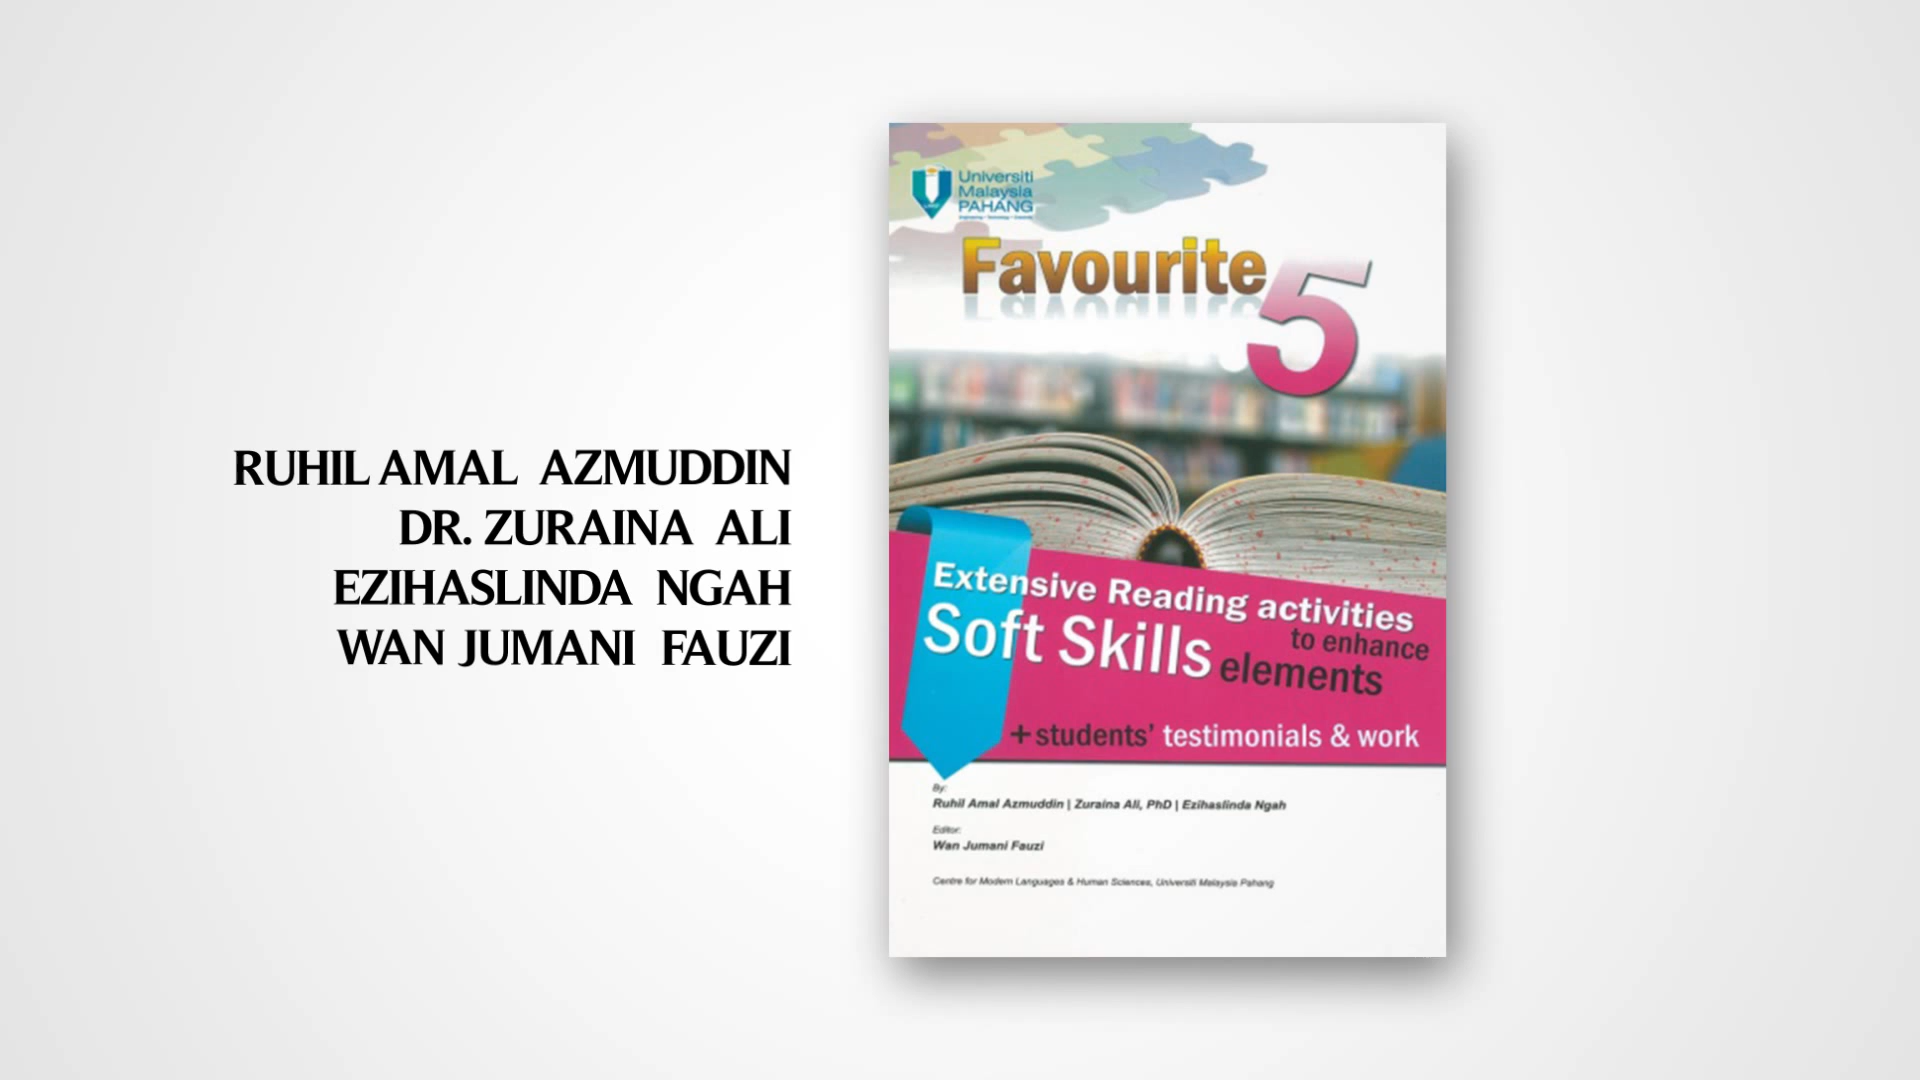 RUHIL AMAL AZMUDDIN
DR. ZURAINA ALI
EZIHASLINDA NGAH
WAN JUMANI FAUZI
Universiti
Malaysia
PAHANG
Favourite 5
Extensive Reading activities
to enhance
Soft Skills elements
+students' testimonials & work
By:
Ruhil Amal Azmuddin | Zuraina Ali, PhD | Ezihaslinda Ngah
Editor:
Wan Jumani Fauzi
Centre for Modern Languages & Human Sciences, Universiti Malaysia Pahang